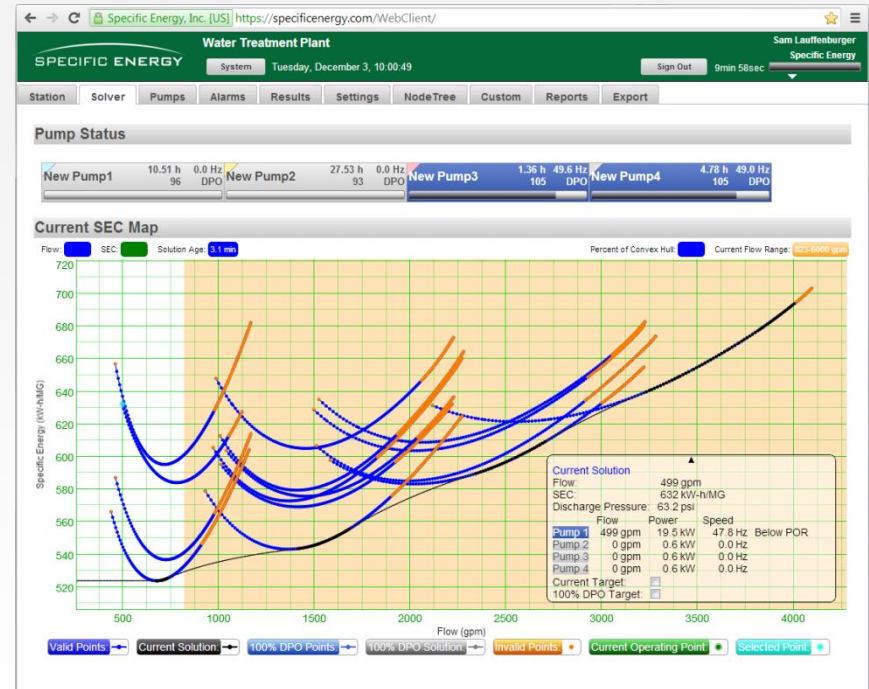 Specific Energy, Inc. [US] https://specificenergy.com/WebClient/
Water Treatment Plant
Sam Lauffenburger
Specific Energy
SPECIFIC ENERGY
System Tuesday, December 3, 10:00:49 Sign Out 9min 58sec
Station Solver Pumps Alarms Results Settings NodeTree Custom Reports Export
Pump Status
New Pump1 10.51 h 0.0 Hz 96 DPO
New Pump2 27.53 h 0.0 Hz 93 DPO
New Pump3 1.36 h 49.6 Hz 105 DPO
New Pump4 4.78 h 49.0 Hz 105 DPO
Current SEC Map
Flow: SEC: Solution Age: 3.1 min Percent of Convex Hull: Current Flow Range: 823-6000 gpm
720
700
680
660
640
620
600
580
560
540
520
Specific Energy (kW-h/MG)
Current Solution
Flow: 499 gpm
SEC: 632 kW-h/MG
Discharge Pressure: 63.2 psi
Flow Power Speed
Pump 1 499 gpm 19.5 kW 47.8 Hz Below POR
Pump 2 0 gpm 0.6 kW 0.0 Hz
Pump 3 0 gpm 0.6 kW 0.0 Hz
Pump 4 0 gpm 0.6 kW 0.0 Hz
Current Target:
100% DPO Target:
500 1000 1500 2000 2500 3000 3500 4000
Flow (gpm)
Valid Points: Current Solution: 100% DPO Points: 100% DPO Solution: Invalid Points: Current Operating Point: Selected Point: